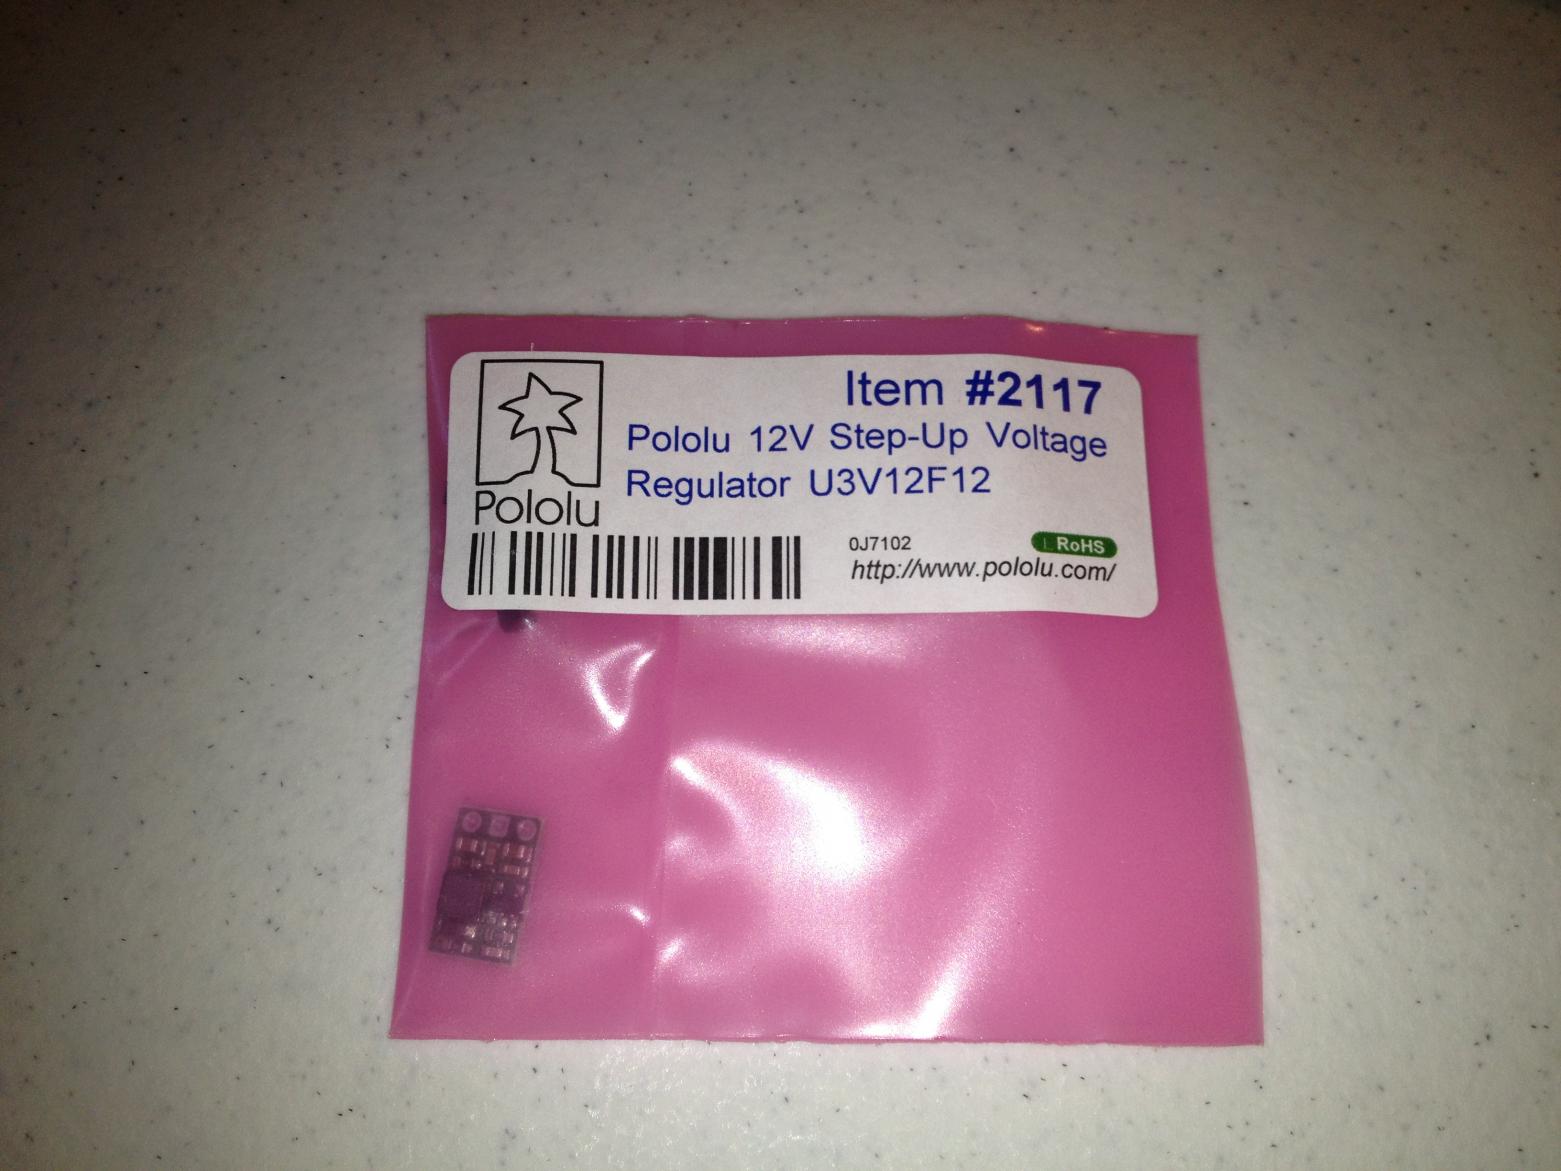 Item #2117
Pololu 12V Step-Up Voltage
Regulator U3V12F12
Pololu
0J7102
RoHS
http://www.pololu.com/